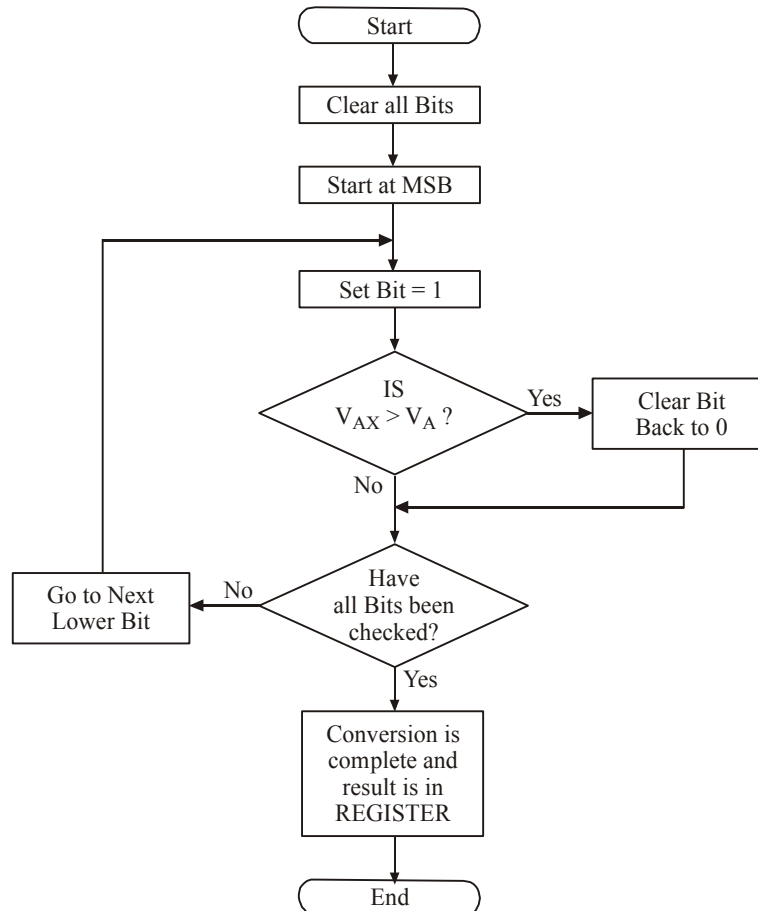 Start
Clear all Bits
Start at MSB
Set Bit = 1
IS
V_AX > V_A ?
Yes
Clear Bit
Back to 0
No
Have
all Bits been
checked?
No
Go to Next
Lower Bit
Yes
Conversion is
complete and
result is in
REGISTER
End